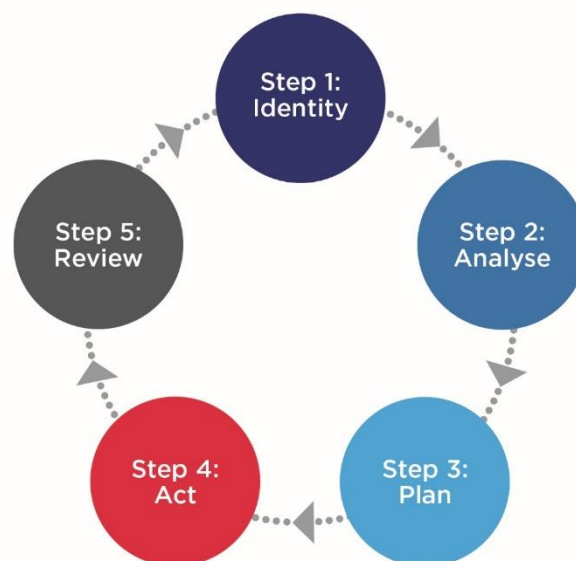 Step 1:
Identity
Step 2:
Analyse
Step 3:
Plan
Step 4:
Act
Step 5:
Review